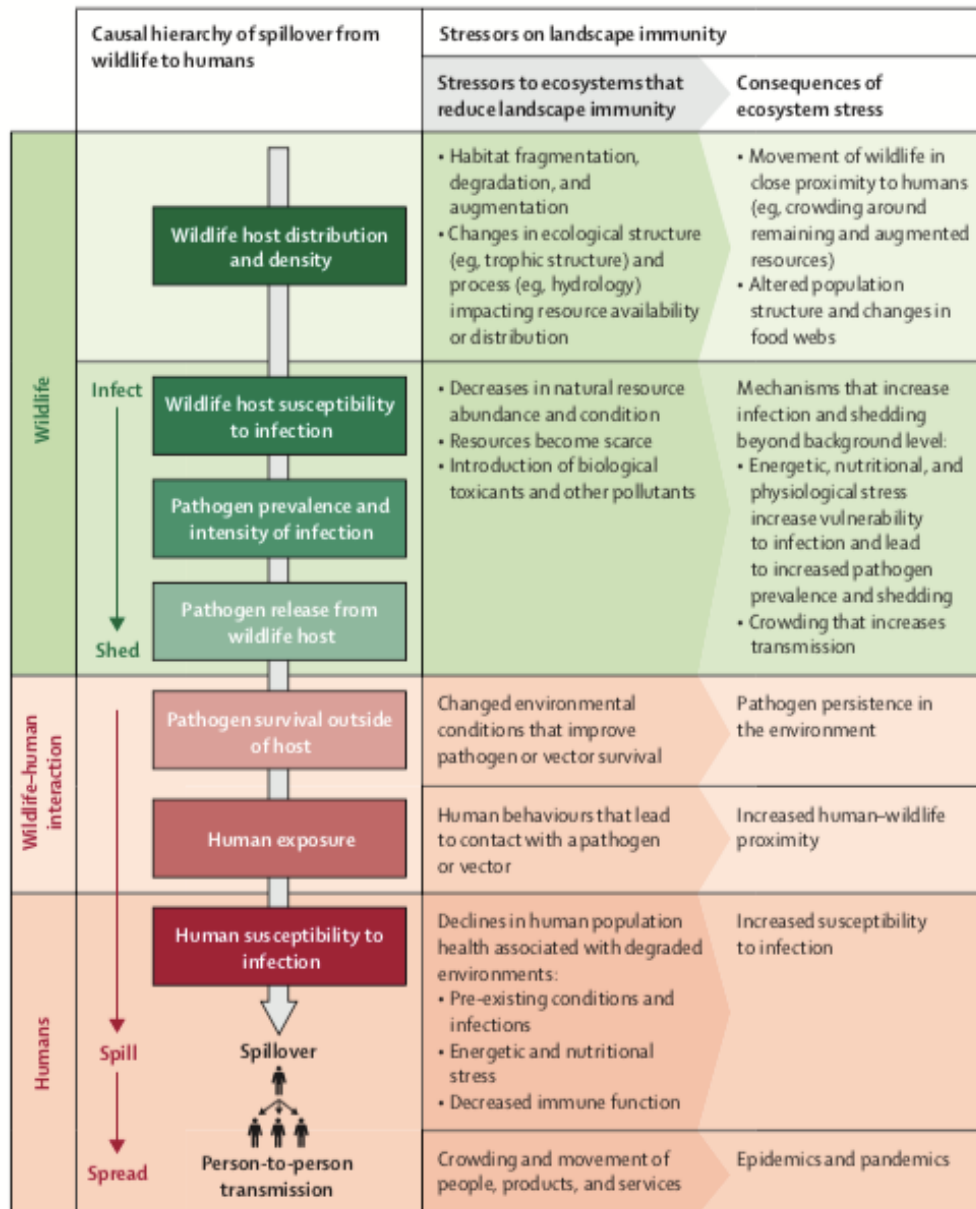 Causal hierarchy of spillover from
wildlife to humans
Stressors on landscape immunity
Stressors to ecosystems that
reduce landscape immunity
Consequences of
ecosystem stress
Wildlife
Wildlife host distribution
and density
• Habitat fragmentation,
degradation, and
augmentation
• Changes in ecological structure
(eg, trophic structure) and
process (eg, hydrology)
impacting resource availability
or distribution
• Movement of wildlife in
close proximity to humans
(eg, crowding around
remaining and augmented
resources)
• Altered population
structure and changes in
food webs
Infect
Wildlife host susceptibility
to infection
Pathogen prevalence and
intensity of infection
Pathogen release from
wildlife host
Shed
• Decreases in natural resource
abundance and condition
• Resources become scarce
• Introduction of biological
toxicants and other pollutants
Mechanisms that increase
infection and shedding
beyond background level:
• Energetic, nutritional, and
physiological stress
increase vulnerability
to infection and lead
to increased pathogen
prevalence and shedding
• Crowding that increases
transmission
Wildlife–human
interaction
Pathogen survival outside
of host
Changed environmental
conditions that improve
pathogen or vector survival
Pathogen persistence in
the environment
Human exposure
Human behaviours that lead
to contact with a pathogen
or vector
Increased human–wildlife
proximity
Humans
Human susceptibility to
infection
Spill
Spillover
Declines in human population
health associated with degraded
environments:
• Pre-existing conditions and
infections
• Energetic and nutritional
stress
• Decreased immune function
Increased susceptibility
to infection
Spread
Person-to-person
transmission
Crowding and movement of
people, products, and services
Epidemics and pandemics